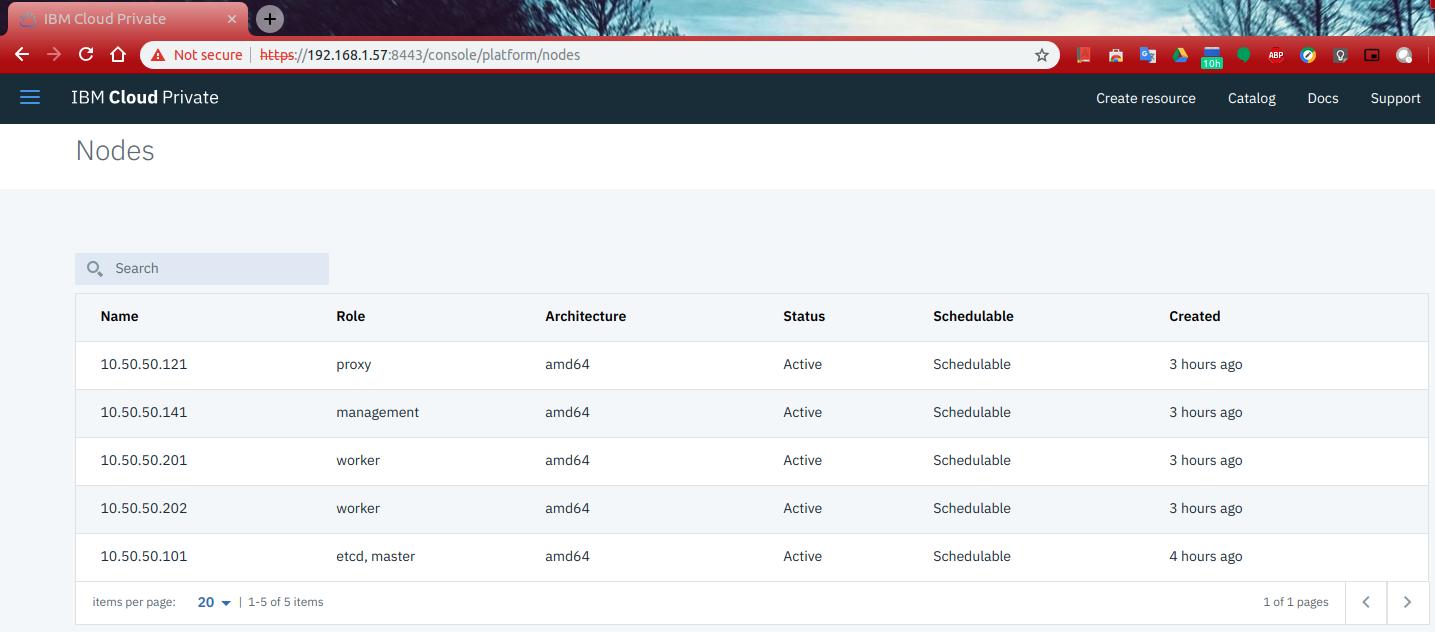 IBM Cloud Private
Not secure | https://192.168.1.57:8443/console/platform/nodes
10h
ABP
IBM Cloud Private
Create resource Catalog Docs Support
Nodes
Search
Name Role Architecture Status Schedulable Created
10.50.50.121 proxy amd64 Active Schedulable 3 hours ago
10.50.50.141 management amd64 Active Schedulable 3 hours ago
10.50.50.201 worker amd64 Active Schedulable 3 hours ago
10.50.50.202 worker amd64 Active Schedulable 3 hours ago
10.50.50.101 etcd, master amd64 Active Schedulable 4 hours ago
items per page: 20 | 1-5 of 5 items 1 of 1 pages